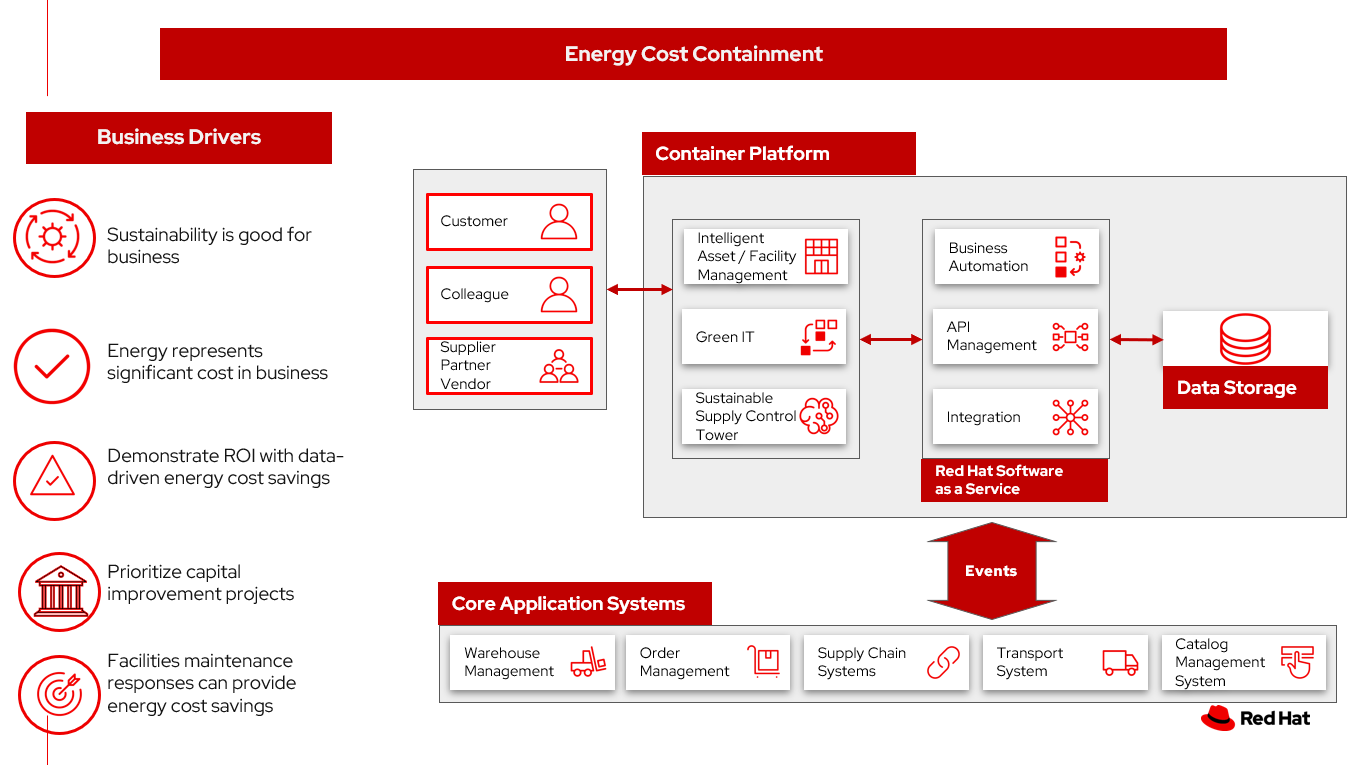 Energy Cost Containment
Business Drivers
Sustainability is good for
business
Energy represents
significant cost in business
Demonstrate ROI with data-
driven energy cost savings
Prioritize capital
improvement projects
Facilities maintenance
responses can provide
energy cost savings
Customer
Colleague
Supplier
Partner
Vendor
Container Platform
Intelligent
Asset / Facility
Management
Green IT
Sustainable
Supply Control
Tower
Business
Automation
API
Management
Integration
Red Hat Software
as a Service
Data Storage
Events
Core Application Systems
Warehouse
Management
Order
Management
Supply Chain
Systems
Transport
System
Catalog
Management
System
Red Hat